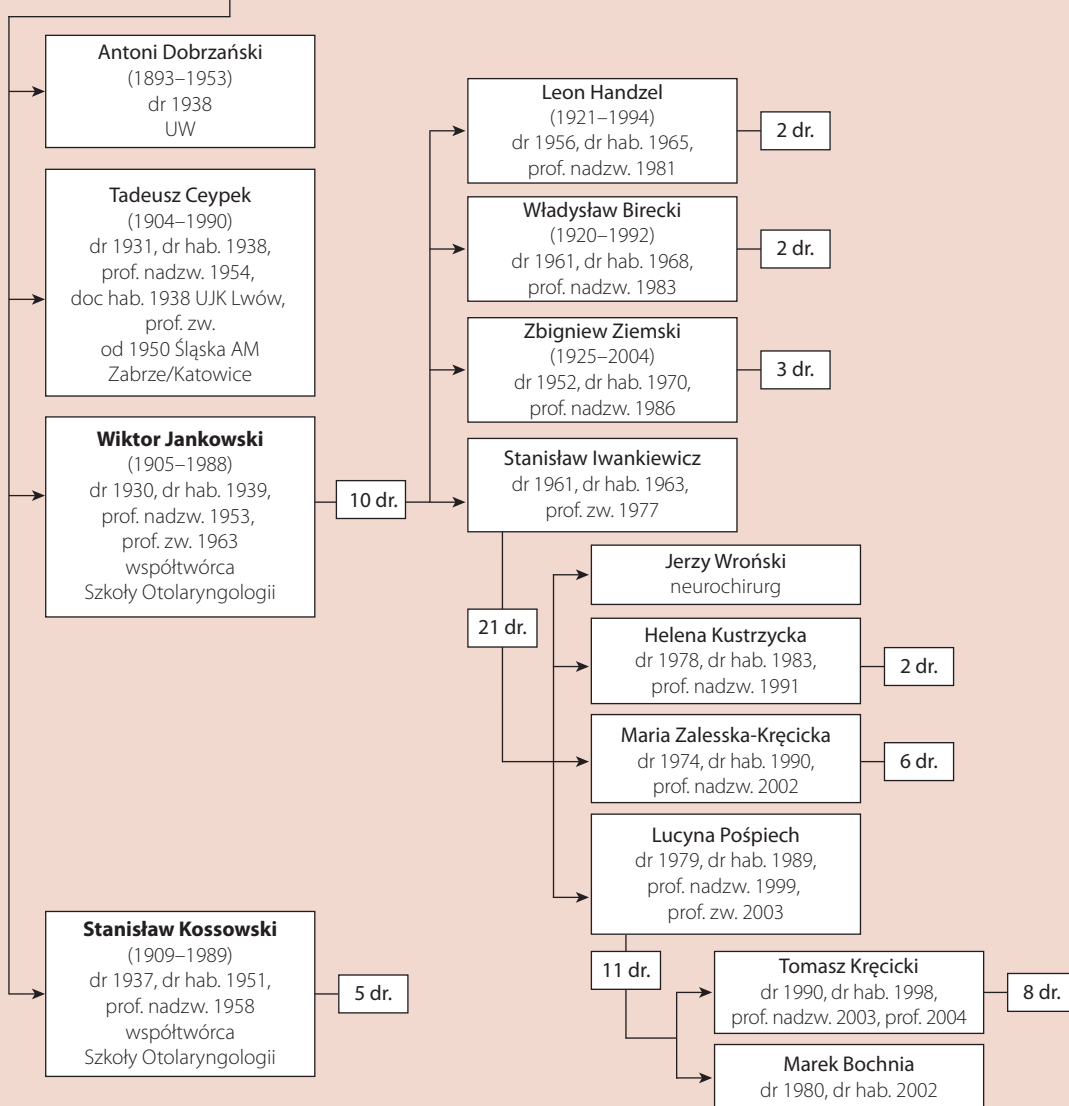 Antoni Dobrzański
(1893–1953)
dr 1938
UW
Tadeusz Ceypek
(1904–1990)
dr 1931, dr hab. 1938,
prof. nadzw. 1954,
doc hab. 1938 UJK Lwów,
prof. zw.
od 1950 Śląska AM
Zabrze/Katowice
Wiktor Jankowski
(1905–1988)
dr 1930, dr hab. 1939,
prof. nadzw. 1953,
prof. zw. 1963
współtwórca
Szkoły Otolaryngologii
10 dr.
Leon Handzel
(1921–1994)
dr 1956, dr hab. 1965,
prof. nadzw. 1981
2 dr.
Władysław Birecki
(1920–1992)
dr 1961, dr hab. 1968,
prof. nadzw. 1983
2 dr.
Zbigniew Ziemski
(1925–2004)
dr 1952, dr hab. 1970,
prof. nadzw. 1986
3 dr.
Stanisław Iwankiewicz
dr 1961, dr hab. 1963,
prof. zw. 1977
21 dr.
Jerzy Wroński
neurochirurg
Helena Kustrzycka
dr 1978, dr hab. 1983,
prof. nadzw. 1991
2 dr.
Maria Zalesska-Kręcicka
dr 1974, dr hab. 1990,
prof. nadzw. 2002
6 dr.
Lucyna Pośpiech
dr 1979, dr hab. 1989,
prof. nadzw. 1999,
prof. zw. 2003
11 dr.
Tomasz Kręcicki
dr 1990, dr hab. 1998,
prof. nadzw. 2003, prof. 2004
8 dr.
Marek Bochnia
dr 1980, dr hab. 2002
Stanisław Kossowski
(1909–1989)
dr 1937, dr hab. 1951,
prof. nadzw. 1958
współtwórca
Szkoły Otolaryngologii
5 dr.